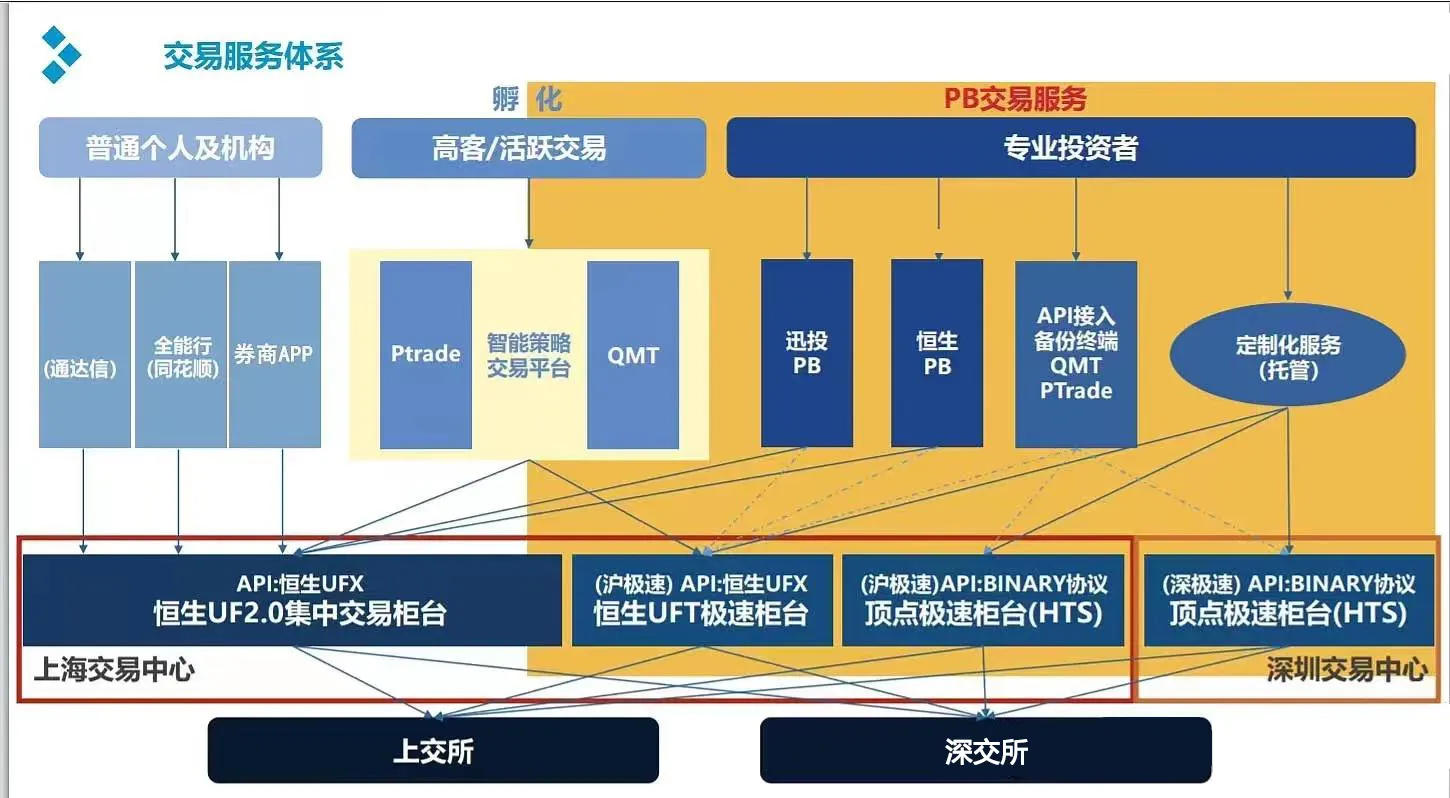 交易服务体系
孵 化
PB交易服务
普通个人及机构
高客/活跃交易
专业投资者
(通达信)
全能行
(同花顺)
券商APP
Ptrade
智能策略
交易平台
QMT
迅投
PB
恒生
PB
API接入
备份终端
QMT
PTrade
定制化服务
(托管)
API:恒生UFX
恒生UF2.0集中交易柜台
(沪极速) API:恒生UFX
恒生UFT极速柜台
(沪极速)API:BINARY协议
顶点极速柜台(HTS)
(深极速) API:BINARY协议
顶点极速柜台(HTS)
上海交易中心
深圳交易中心
上交所
深交所